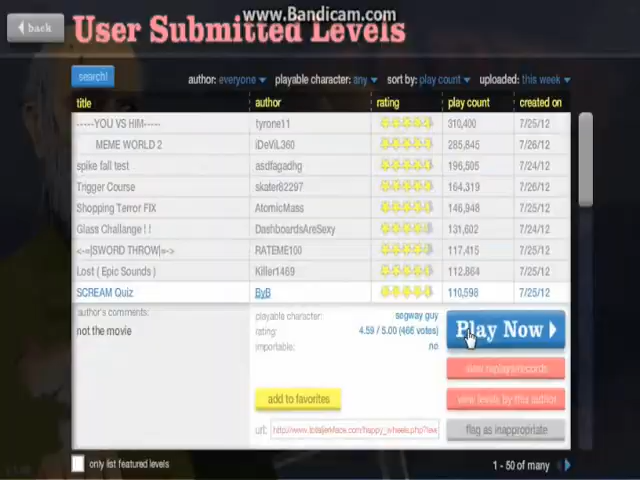 www.Bandicam.com
back
User Submitted Levels
search!
author: everyone playable character: any sort by: play count uploaded: this week
title author rating play count created on
-----YOU VS HIM----- tyrone11 310,400 7/25/12
MEME WORLD 2 iDeViL360 285,845 7/26/12
spike fall test asdfagadhg 196,505 7/24/12
Trigger Course skater82297 164,319 7/26/12
Shopping Terror FIX AtomicMass 146,948 7/25/12
Glass Challange ! ! DashboardsAreSexy 131,602 7/24/12
<-=|SWORD THROW|=-> RATEME100 117,415 7/25/12
Lost ( Epic Sounds ) Killer1469 112,864 7/25/12
SCREAM Quiz ByB 110,598 7/25/12
author's comments:
not the movie
playable character: segway guy
rating: 4.59 / 5.00 (466 votes)
importable: no
Play Now
view replays/records
add to favorites
view levels by this author
url: http://www.totaljerkface.com/happy_wheels.php?
flag as inappropriate
only list featured levels
1 - 50 of many